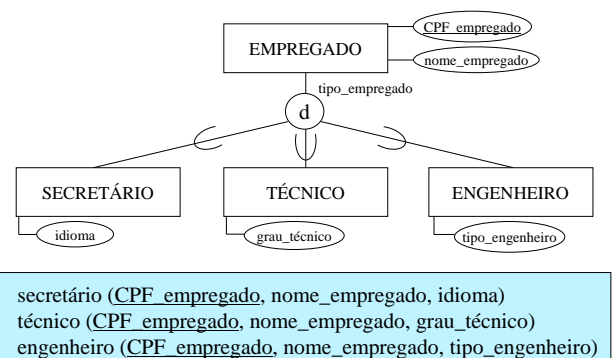 CPF_empregado
EMPREGADO
nome_empregado
tipo_empregado
d
SECRETÁRIO TÉCNICO ENGENHEIRO
idioma grau_técnico tipo_engenheiro
secretário (CPF_empregado, nome_empregado, idioma)
técnico (CPF_empregado, nome_empregado, grau_técnico)
engenheiro (CPF_empregado, nome_empregado, tipo_engenheiro)